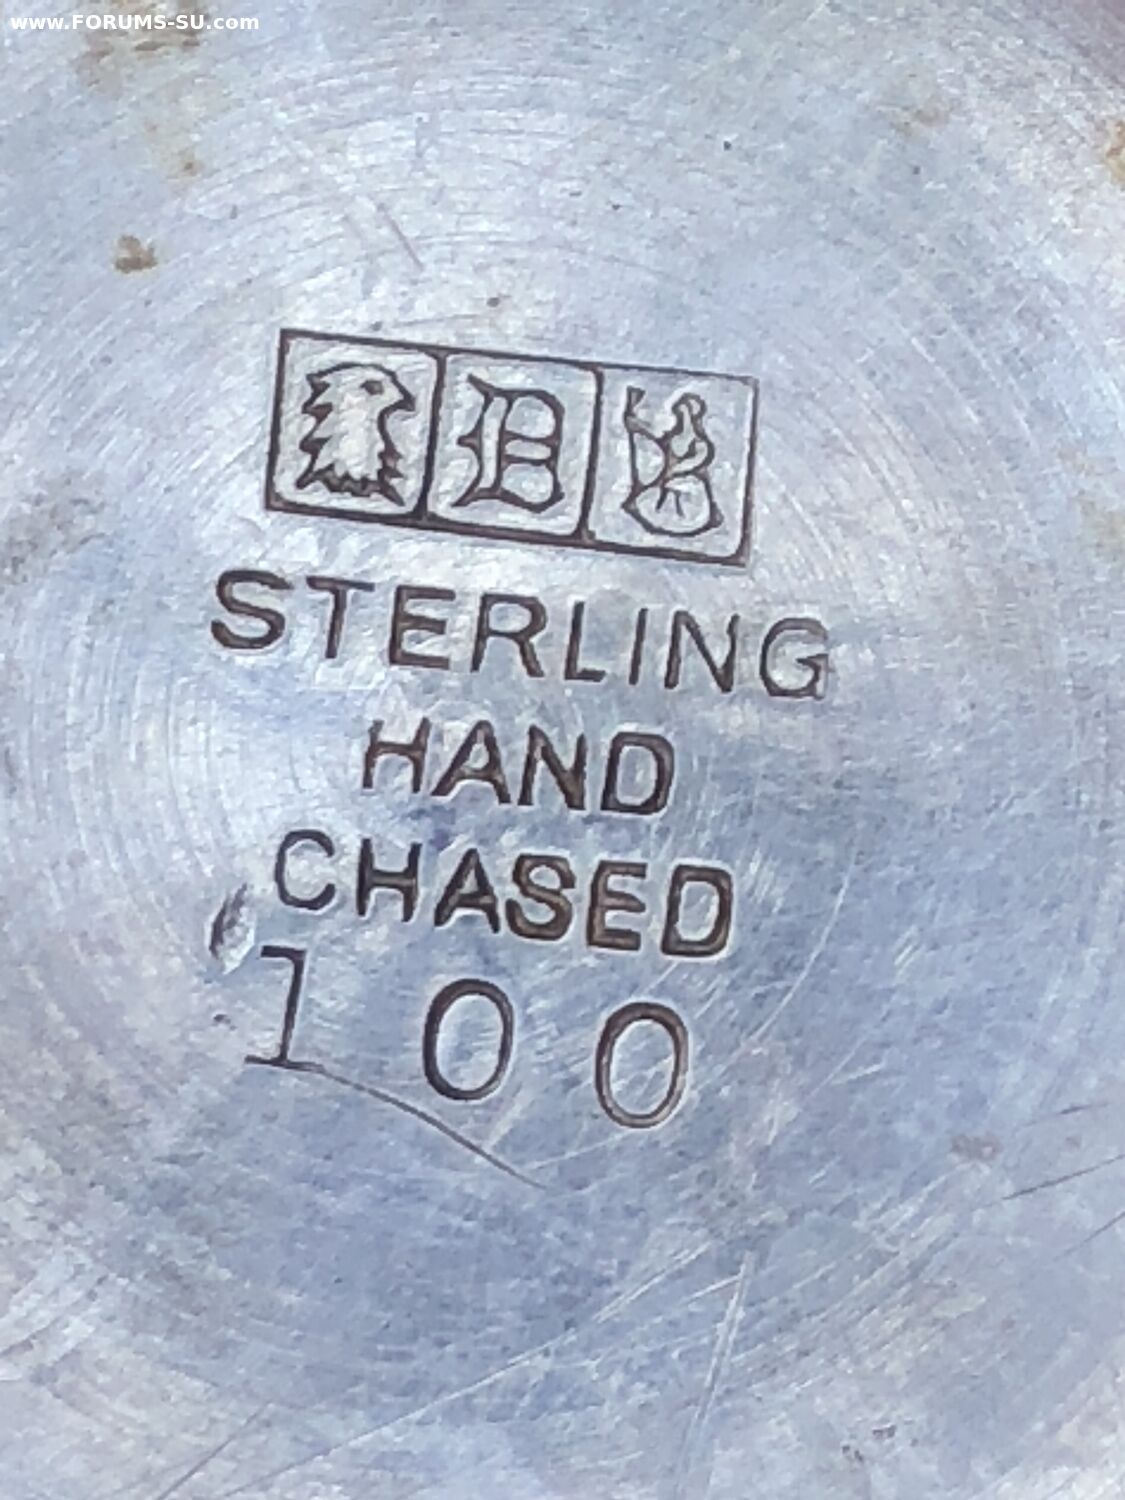 www.FORUMS-SU.com
D
STERLING
HAND
CHASED
100